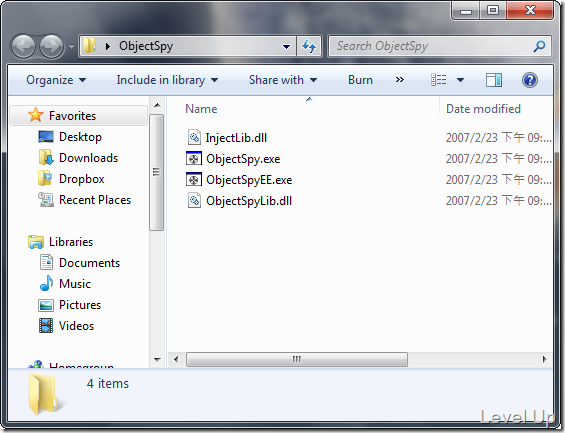 ObjectSpy
Search ObjectSpy
Organize
Include in library
Share with
Burn
»
Favorites
Desktop
Downloads
Dropbox
Recent Places
Libraries
Documents
Music
Pictures
Videos
Homegroup
Name
Date modified
InjectLib.dll
2007/2/23 下午 09:...
ObjectSpy.exe
2007/2/23 下午 09:...
ObjectSpyEE.exe
2007/2/23 下午 09:...
ObjectSpyLib.dll
2007/2/23 下午 09:...
4 items
Level Up